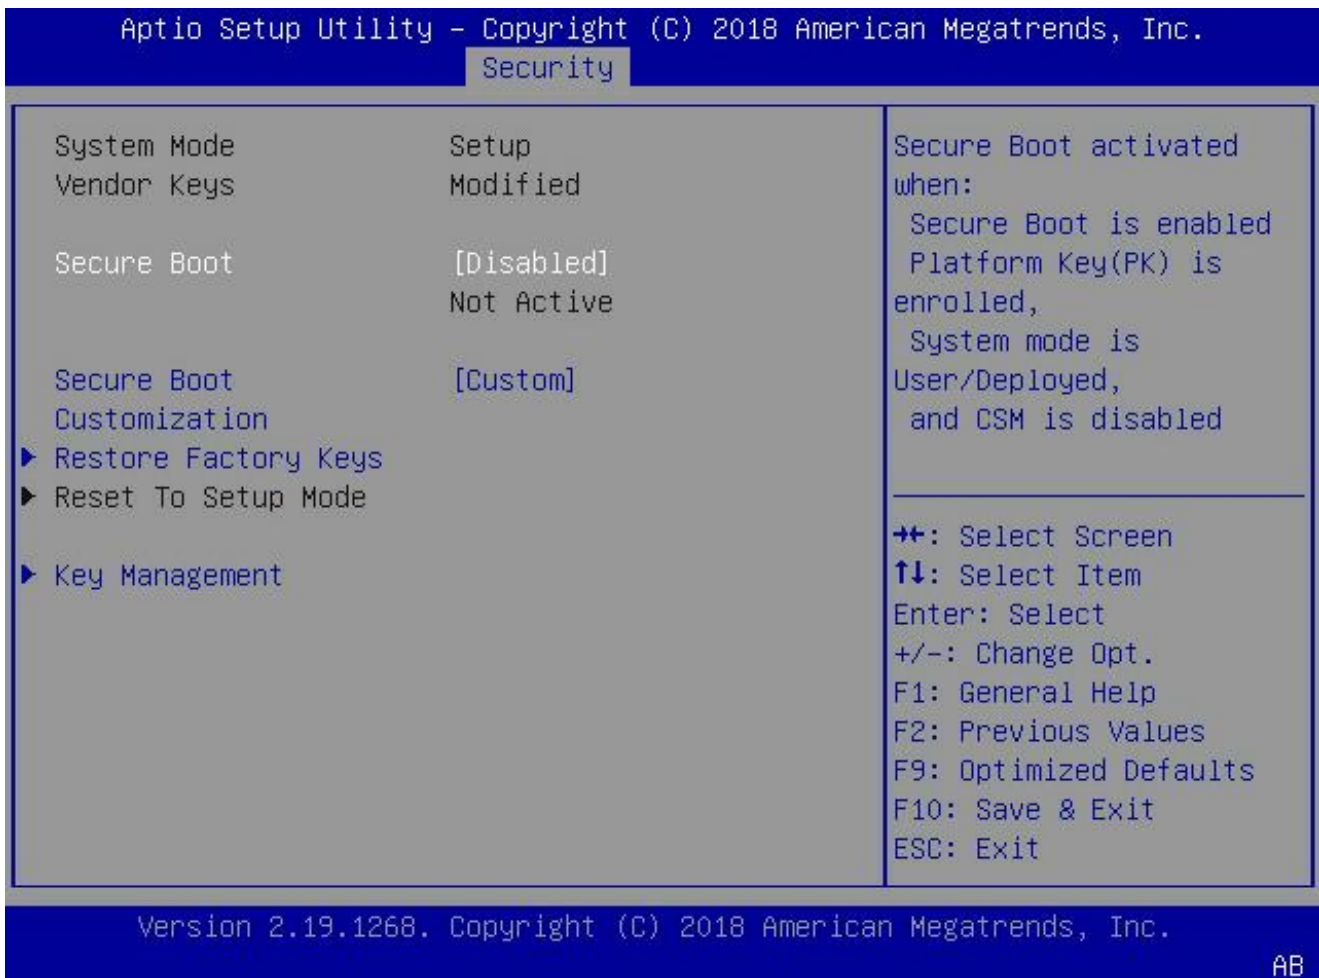 Aptio Setup Utility – Copyright (C) 2018 American Megatrends, Inc.
Security
System Mode Setup
Vendor Keys Modified
Secure Boot [Disabled]
Not Active
Secure Boot [Custom]
Customization
Restore Factory Keys
Reset To Setup Mode
Key Management
Secure Boot activated
when:
Secure Boot is enabled
Platform Key(PK) is
enrolled,
System mode is
User/Deployed,
and CSM is disabled
→←: Select Screen
↑↓: Select Item
Enter: Select
+/-: Change Opt.
F1: General Help
F2: Previous Values
F9: Optimized Defaults
F10: Save & Exit
ESC: Exit
Version 2.19.1268. Copyright (C) 2018 American Megatrends, Inc.
AB